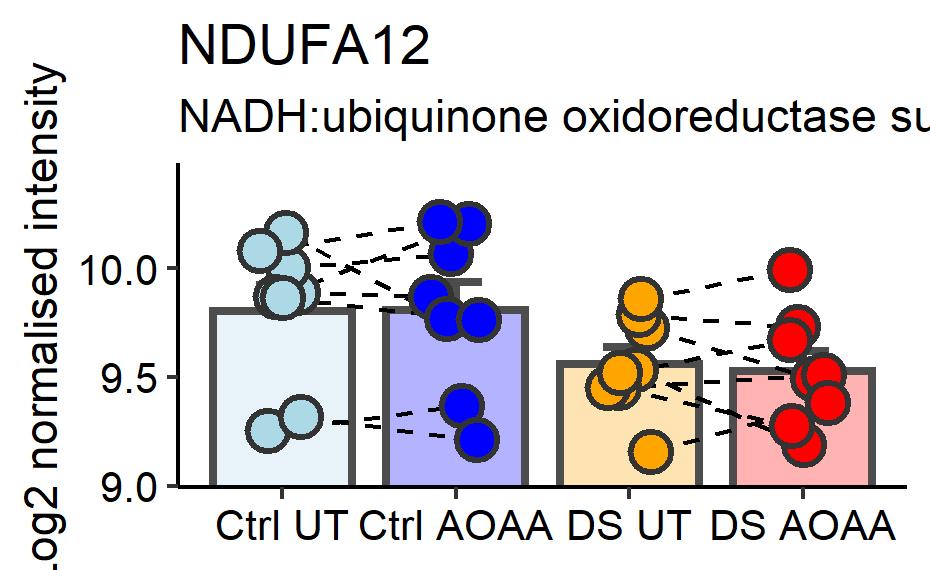 NDUFA12
NADH:ubiquinone oxidoreductase su
Log2 normalised intensity
10.0
9.5
9.0
Ctrl UT Ctrl AOAA DS UT DS AOAA